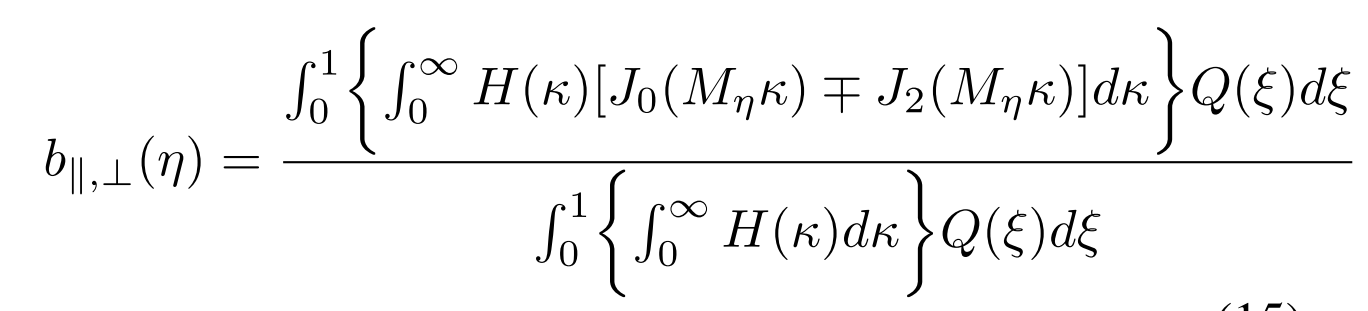 b_{\parallel,\perp}(\eta) = \frac{\int_0^1 \left\{ \int_0^\infty H(\kappa)[J_0(M_\eta \kappa) \mp J_2(M_\eta \kappa)]d\kappa \right\} Q(\xi)d\xi}{\int_0^1 \left\{ \int_0^\infty H(\kappa)d\kappa \right\} Q(\xi)d\xi}